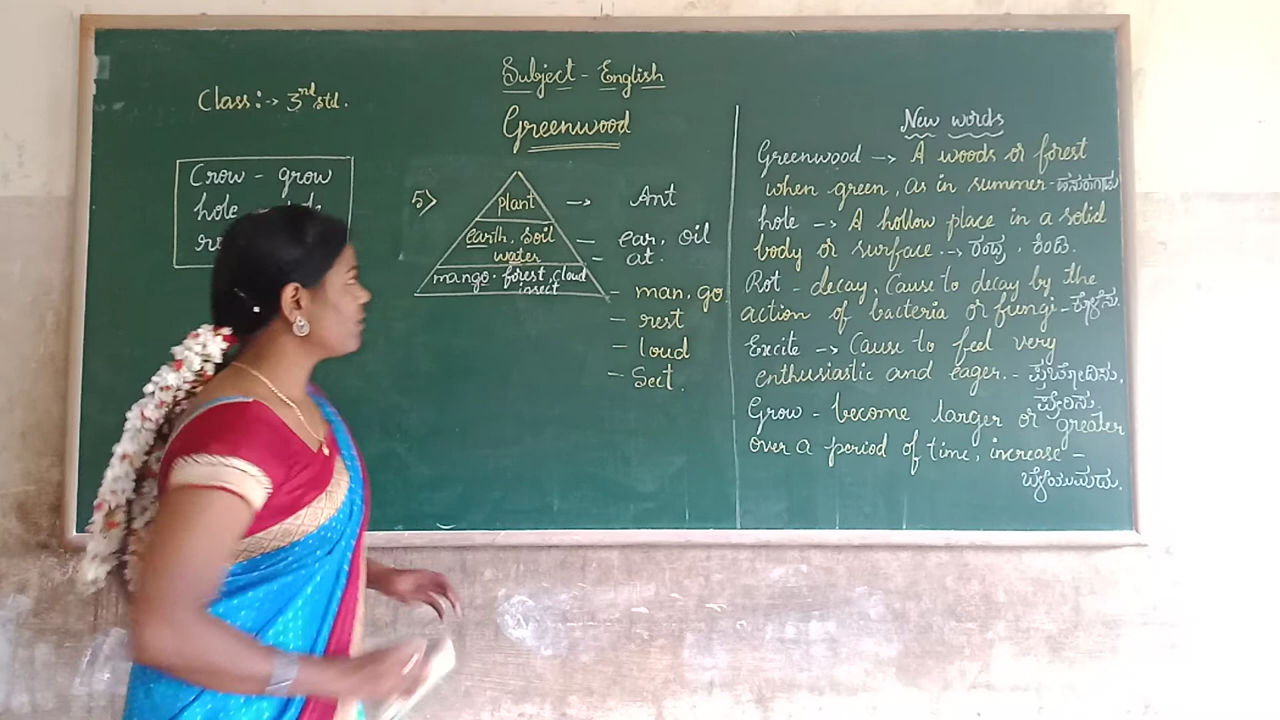 Subject - English
Class:→ 3rd std.
Greenwood
Crow - grow
hole
5>
plant → Ant
earth, soil - ear, oil
water - at.
mango. forest, cloud
insect
- man, go
- rest
- loud
- Sect.
New words
Greenwood → A woods or forest
when green, as in summer - ಹಸುರುಗಾಡು
hole → A hollow place in a solid
body or surface. → ರಂಧ್ರ, ಕಿಂಡಿ.
Rot - decay, Cause to decay by the
action of bacteria or fungi - ಕೊಳೆಸು.
Excite → Cause to feel very
enthusiastic and eager. - ಪ್ರಚೋದಿಸು,
ಪ್ರೇರಿಸು.
Grow - become larger or greater
over a period of time, increase -
ಬೆಳೆಯುವುದು.